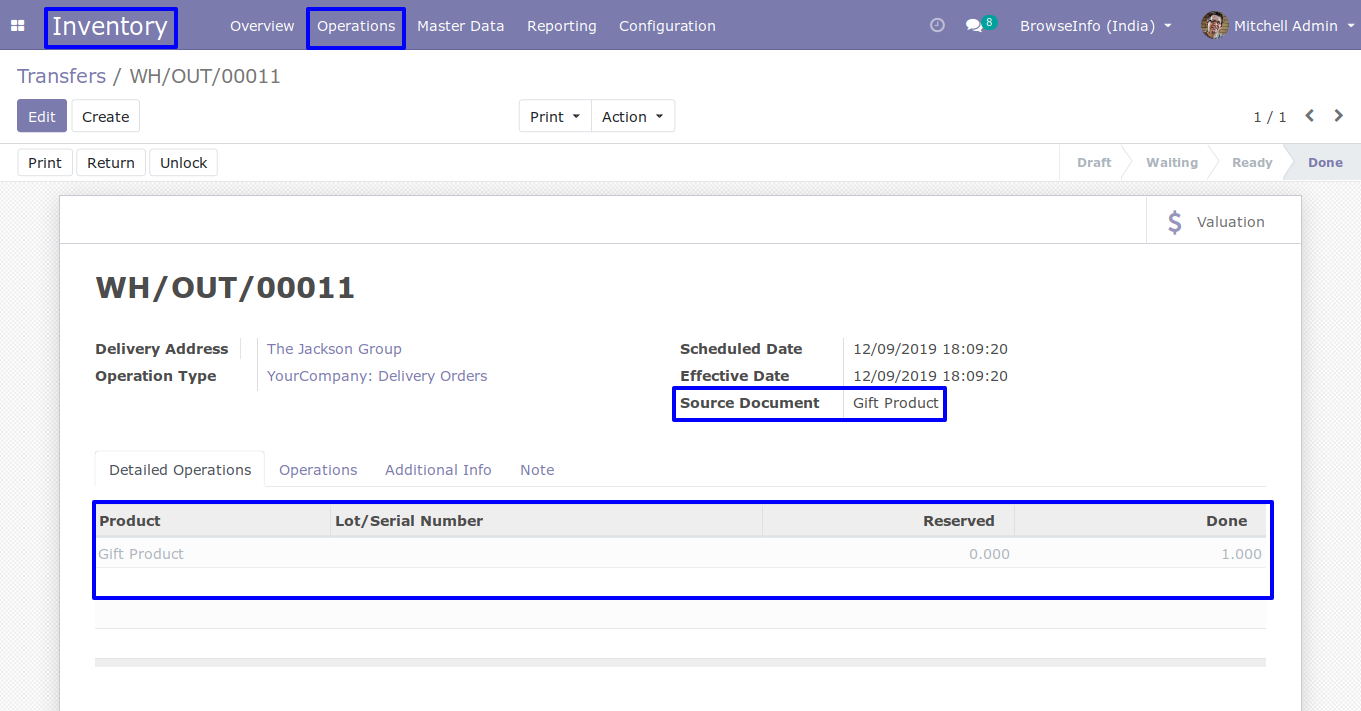 Inventory Overview Operations Master Data Reporting Configuration 8 BrowseInfo (India) Mitchell Admin
Transfers / WH/OUT/00011
Edit Create Print Action 1 / 1
Print Return Unlock Draft Waiting Ready Done
$ Valuation
WH/OUT/00011
Delivery Address The Jackson Group Scheduled Date 12/09/2019 18:09:20
Operation Type YourCompany: Delivery Orders Effective Date 12/09/2019 18:09:20
Source Document Gift Product
Detailed Operations Operations Additional Info Note
Product Lot/Serial Number Reserved Done
Gift Product 0.000 1.000